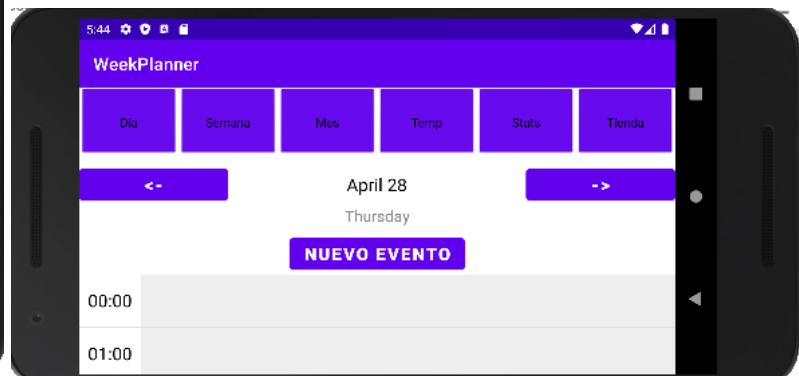 5:44
WeekPlanner
Dia Semana Mes Temp Stats Tienda
<- April 28 ->
Thursday
NUEVO EVENTO
00:00
01:00